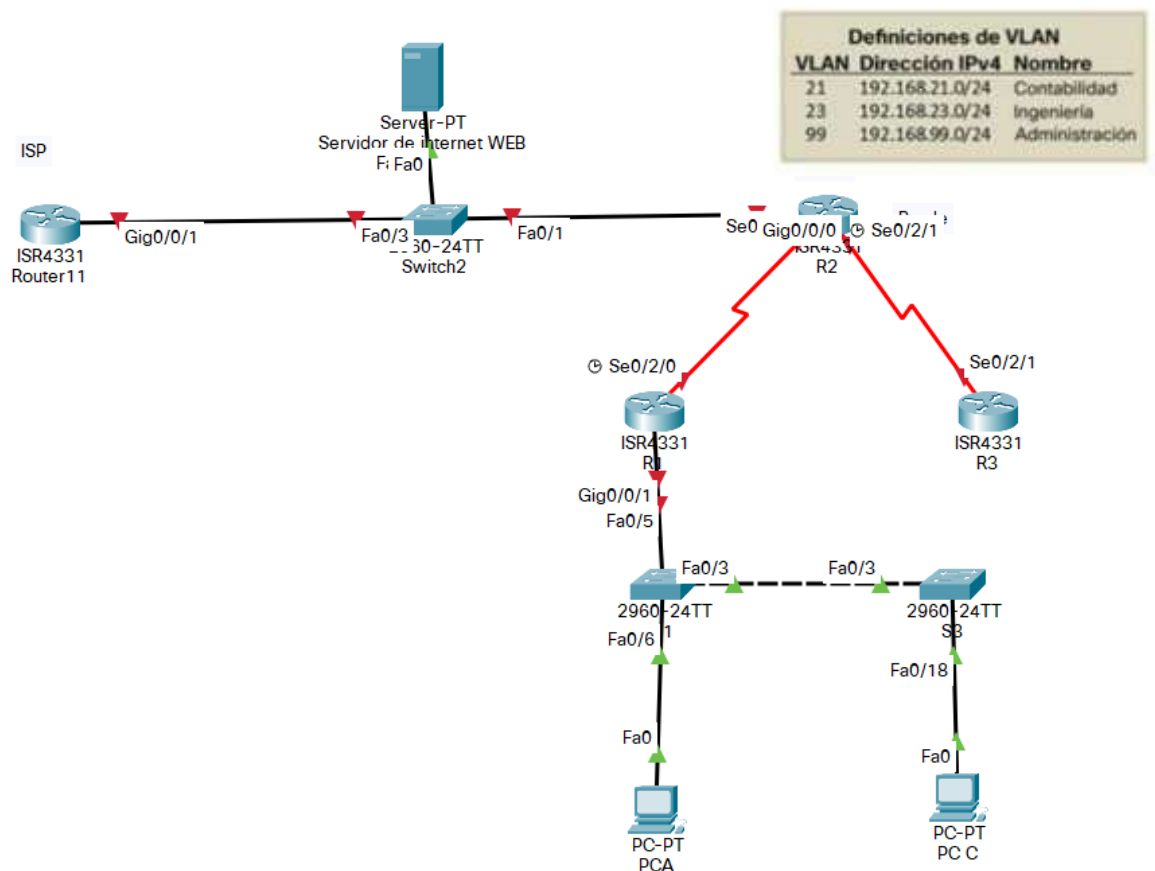 Definiciones de VLAN
VLAN Dirección IPv4 Nombre
21 192.168.21.0/24 Contabilidad
23 192.168.23.0/24 Ingeniería
99 192.168.99.0/24 Administración
Server-PT
Servidor de internet WEB
Fa0
ISP
Gig0/0/1
Fa0/3
Fa0/1
ISR4331
Router11
2960-24TT
Switch2
Se0
Gig0/0/0
Se0/2/1
ISR4331
R2
Se0/2/0
Se0/2/1
ISR4331
R1
ISR4331
R3
Gig0/0/1
Fa0/5
Fa0/3
Fa0/3
2960-24TT
2960-24TT
S3
Fa0/6
Fa0/18
Fa0
Fa0
PC-PT
PCA
PC-PT
PC C